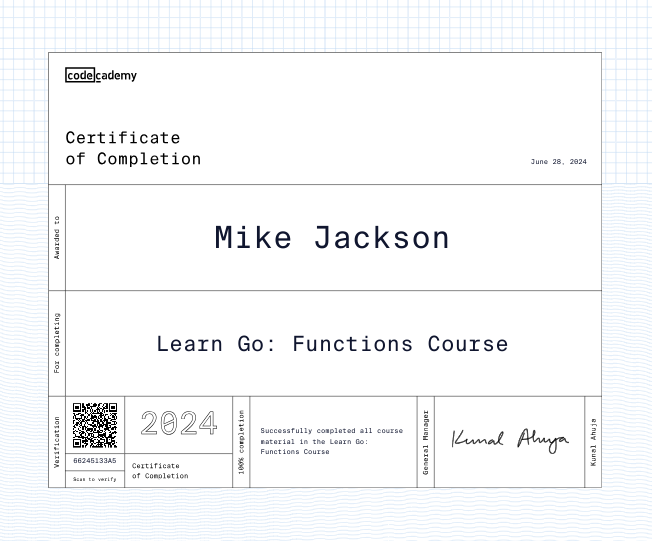 codecademy
Certificate
of Completion
June 28, 2024
Awarded to
Mike Jackson
For completing
Learn Go: Functions Course
Verification
66245133A5
Scan to verify
2024
Certificate
of Completion
100% completion
Successfully completed all course
material in the Learn Go:
Functions Course
General Manager
Kunal Ahuja
Kunal Ahuja